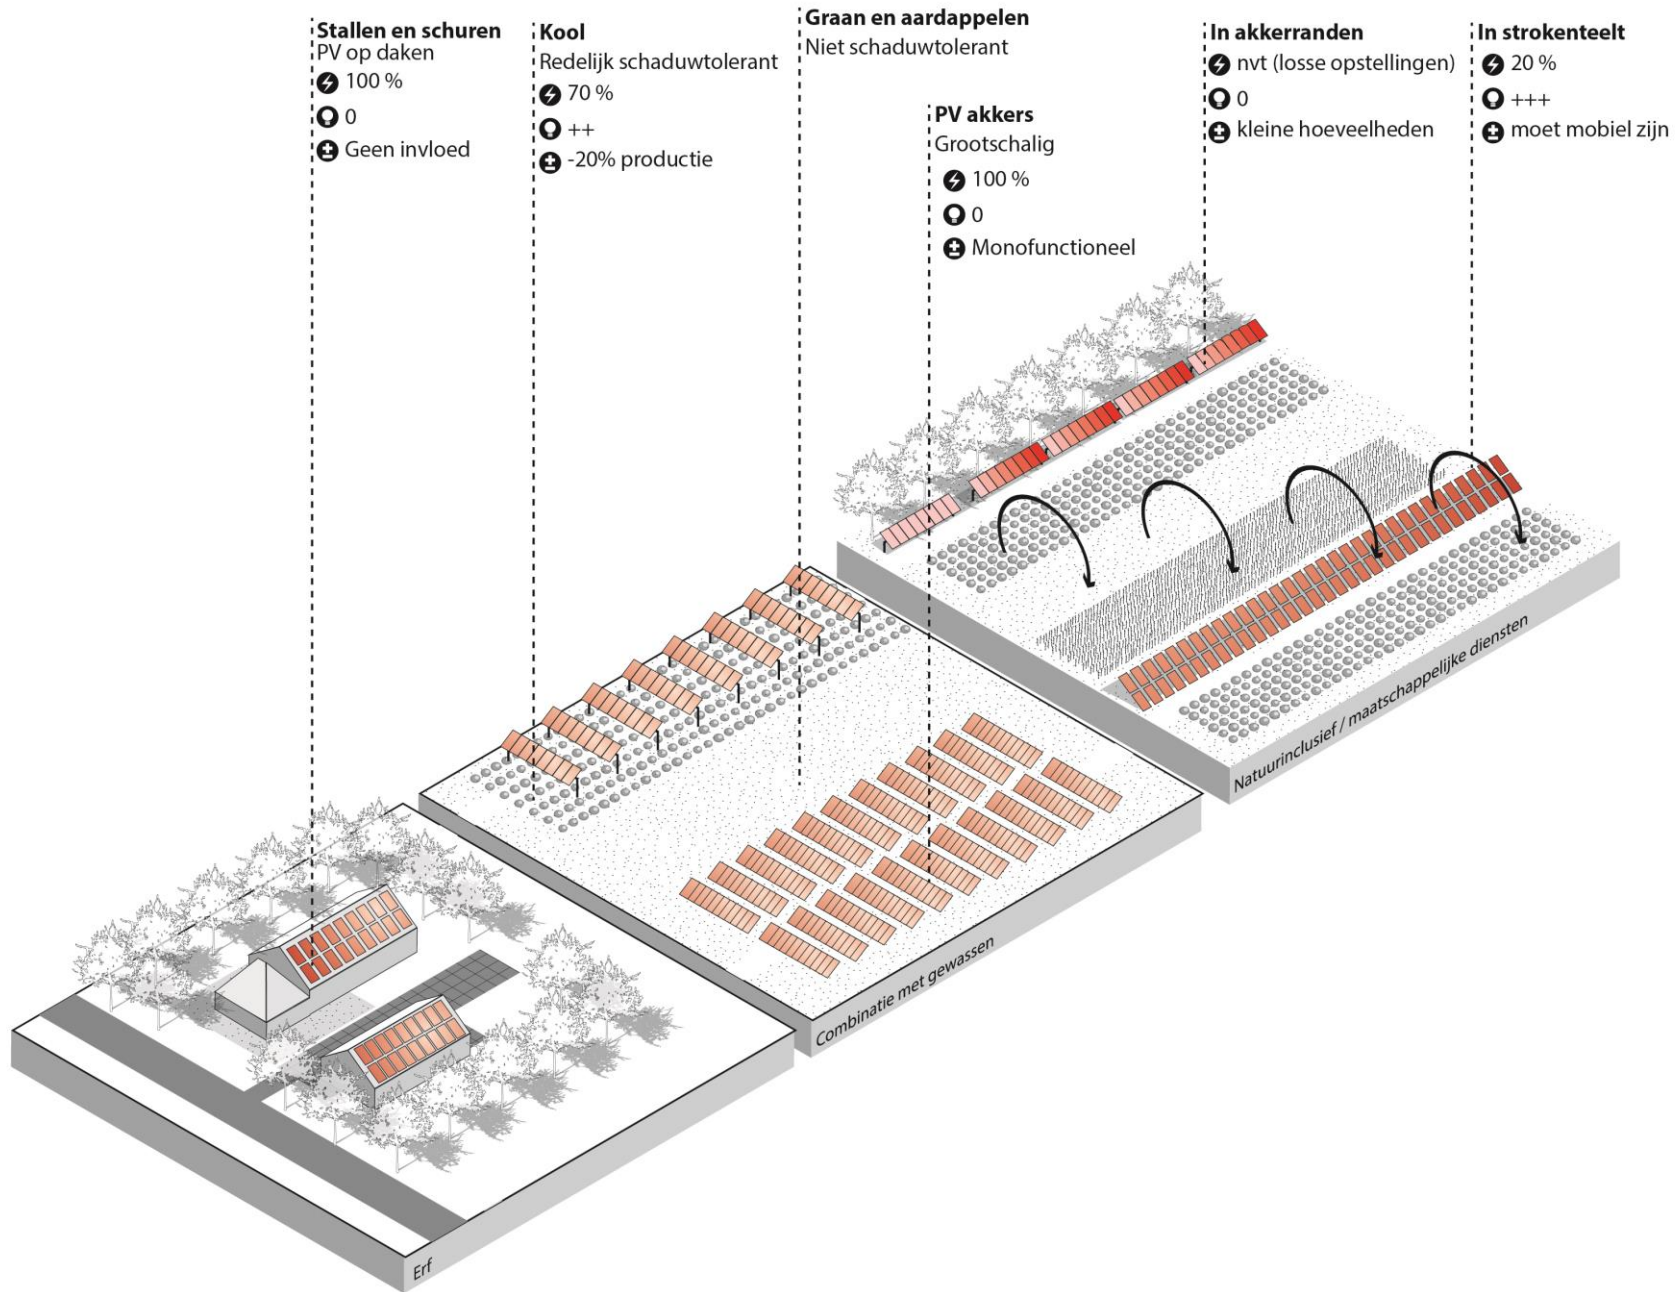 Stallen en schuren
PV op daken
100 %
0
Geen invloed
Kool
Redelijk schaduwtolerant
70 %
++
-20% productie
Graan en aardappelen
Niet schaduwtolerant
PV akkers
Grootschalig
100 %
0
Monofunctioneel
In akkerranden
nvt (losse opstellingen)
0
kleine hoeveelheden
In strokenteelt
20 %
+++
moet mobiel zijn
Natuurinclusief / maatschappelijke diensten
Combinatie met gewassen
Erf